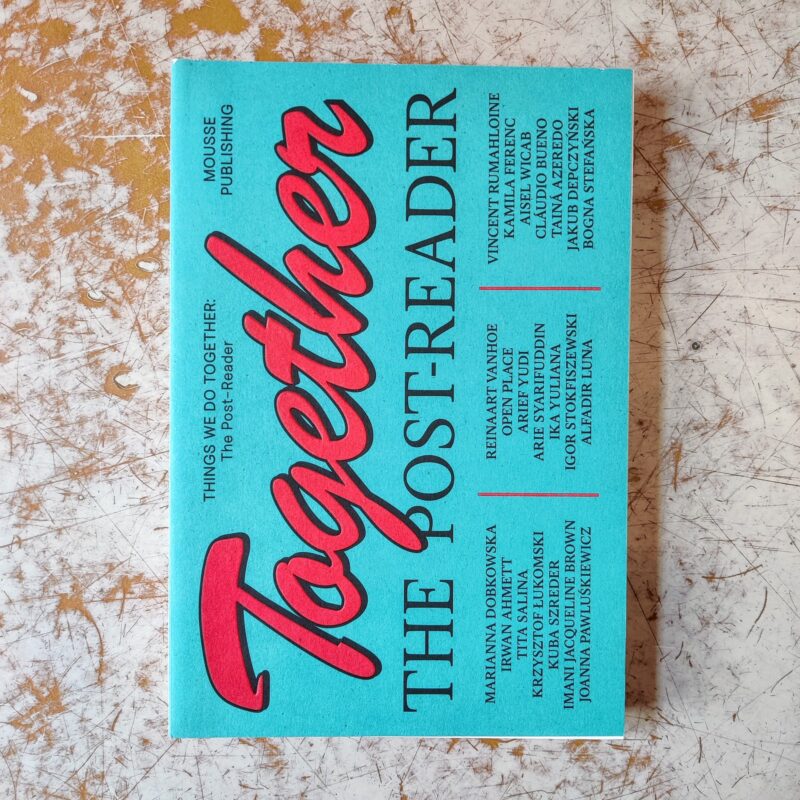 THINGS WE DO TOGETHER:
The Post-Reader
MOUSSE
PUBLISHING
Together
THE POST-READER
MARIANNA DOBKOWSKA
IRWAN AHMETT
TITA SALINA
KRZYSZTOF ŁUKOMSKI
KUBA SZREDER
IMANI JACQUELINE BROWN
JOANNA PAWLUŚKIEWICZ
REINAART VANHOE
OPEN PLACE
ARIEF YUDI
ARIE SYARIFUDDIN
IKA YULIANA
IGOR STOKFISZEWSKI
ALFADIR LUNA
VINCENT RUMAHLOINE
KAMILA FERENC
AISEL WICAB
CLÁUDIO BUENO
TAINÁ AZEREDO
JAKUB DEPCZYŃSKI
BOGNA STEFAŃSKA